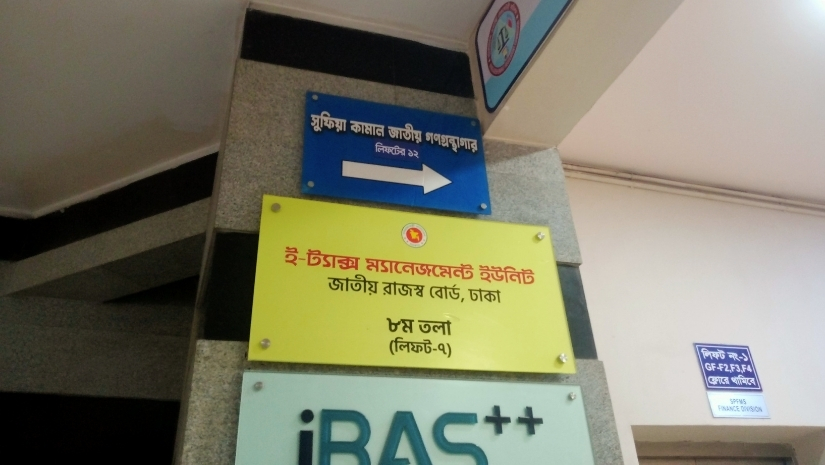 সুফিয়া কামাল জাতীয় গণগ্রন্থাগার
লিফটের ১২
ই-ট্যাক্স ম্যানেজমেন্ট ইউনিট
জাতীয় রাজস্ব বোর্ড, ঢাকা
৮ম তলা
(লিফট-৭)
iBAS++
লিফট নং-১
GF-F2,F3,F4
ফ্লোরে থামিবে
SPFMS
FINANCE DIVISION